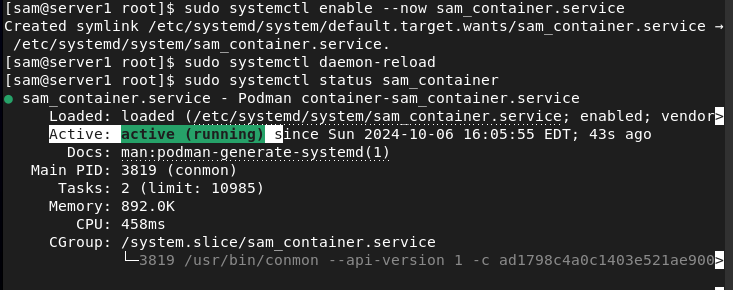 [sam@server1 root]$ sudo systemctl enable --now sam_container.service
Created symlink /etc/systemd/system/default.target.wants/sam_container.service →
 /etc/systemd/system/sam_container.service.
[sam@server1 root]$ sudo systemctl daemon-reload
[sam@server1 root]$ sudo systemctl status sam_container
● sam_container.service - Podman container-sam_container.service
     Loaded: loaded (/etc/systemd/system/sam_container.service; enabled; vendor>
     Active: active (running) since Sun 2024-10-06 16:05:55 EDT; 43s ago
       Docs: man:podman-generate-systemd(1)
   Main PID: 3819 (conmon)
      Tasks: 2 (limit: 10985)
     Memory: 892.0K
        CPU: 458ms
     CGroup: /system.slice/sam_container.service
             └─3819 /usr/bin/conmon --api-version 1 -c ad1798c4a0c1403e521ae900>